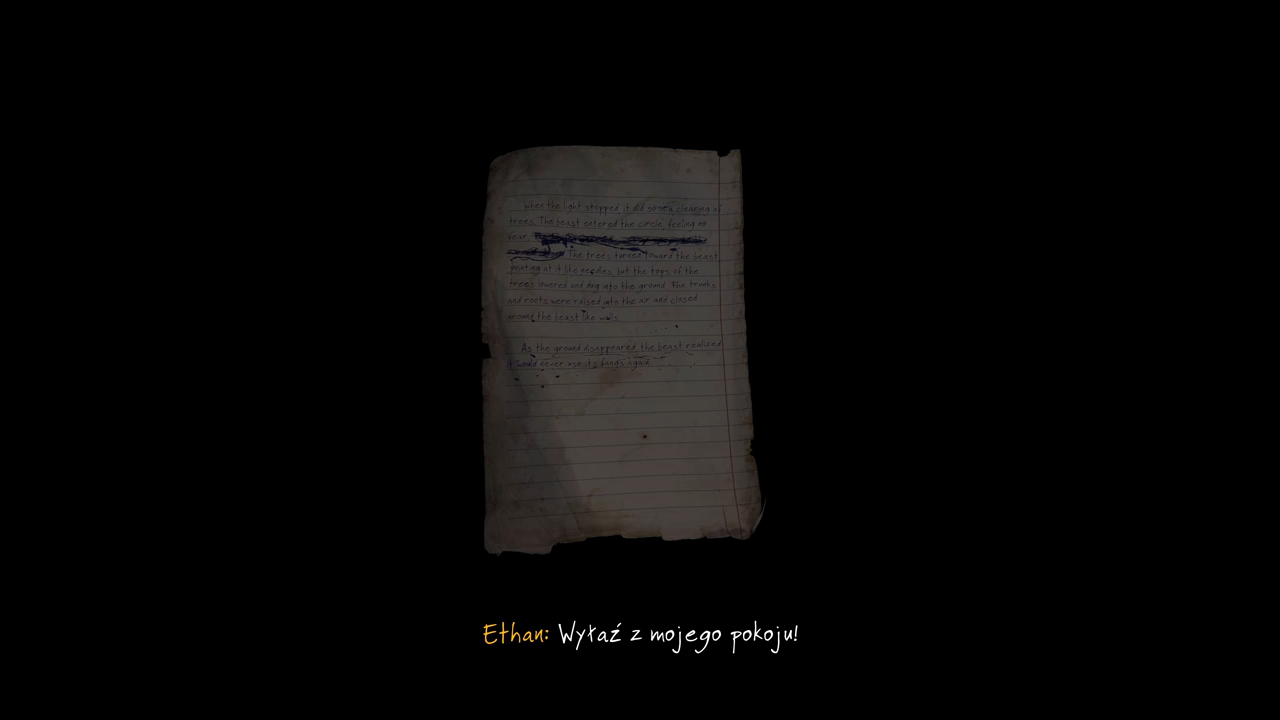 When the light stopped it did so in a clearing of
trees. The beast entered the circle, feeling no
fear.
The trees turned toward the beast
pointing at it like needles, but the tops of the
trees lowered and dug into the ground. The trunks
and roots were raised into the air and closed
around the beast like walls.
As the ground disappeared, the beast realized
it would never use its fangs again.
Ethan: Wyłaź z mojego pokoju!